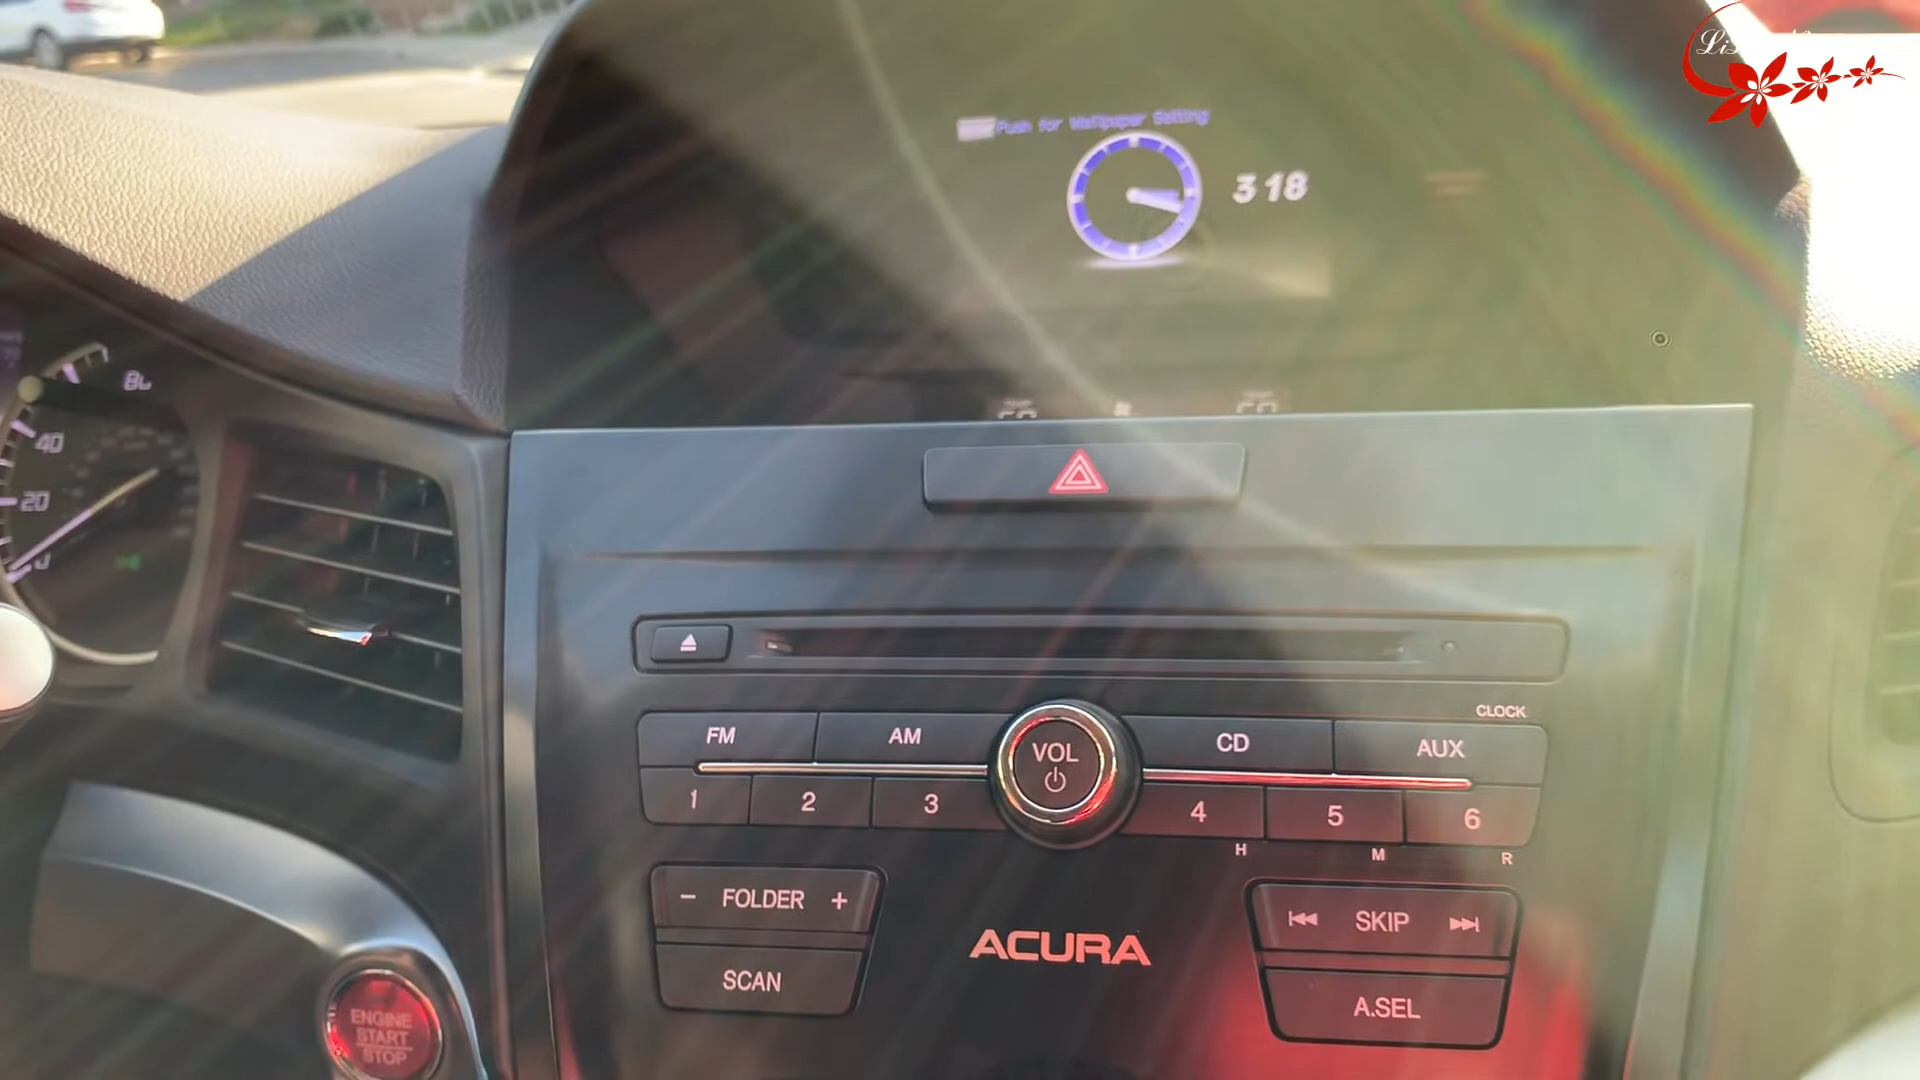 Push for Wallpaper Setting
3 18
80
40
20
CLOCK
FM AM VOL CD AUX
1 2 3 4 5 6
H M R
- FOLDER + SKIP
ACURA
SCAN A.SEL
ENGINE
START
STOP